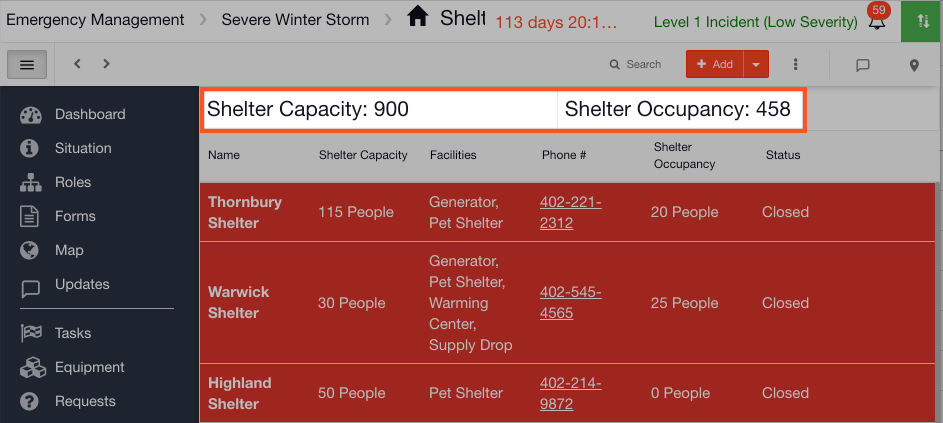 Emergency Management > Severe Winter Storm > Shelt 113 days 20:1... Level 1 Incident (Low Severity) 59
Search + Add
Shelter Capacity: 900 Shelter Occupancy: 458
Name Shelter Capacity Facilities Phone # Shelter Occupancy Status
Dashboard
Situation
Roles
Forms
Map
Updates
Tasks
Equipment
Requests
Thornbury
Shelter
115 People
Generator,
Pet Shelter
402-221-
2312
20 People
Closed
Warwick
Shelter
30 People
Generator,
Pet Shelter,
Warming
Center,
Supply Drop
402-545-
4565
25 People
Closed
Highland
Shelter
50 People
Pet Shelter
402-214-
9872
0 People
Closed